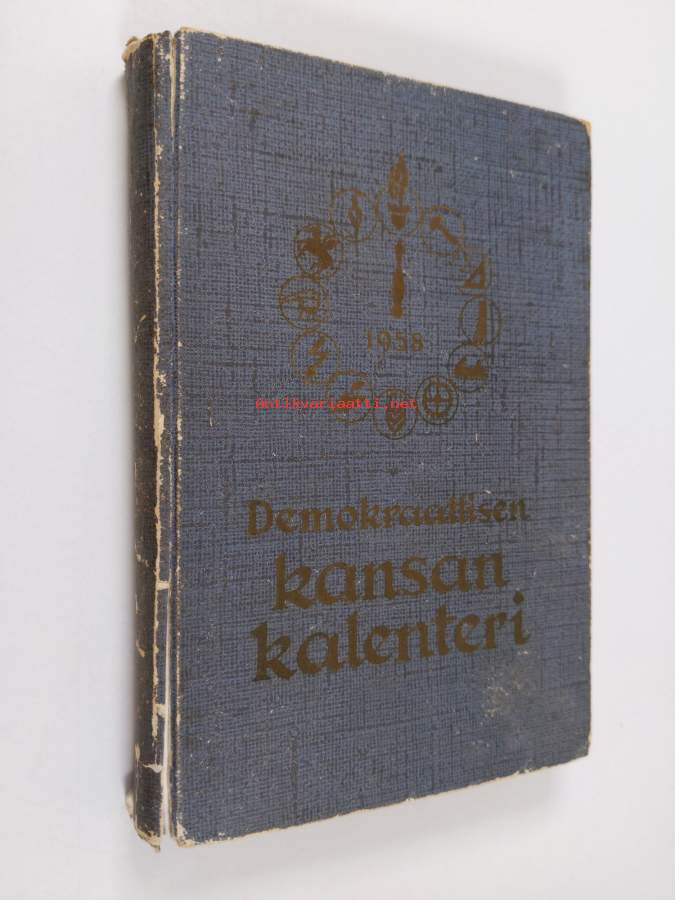 1958
antikvariaatti.net
Demokraattisen
kansan
kalenteri